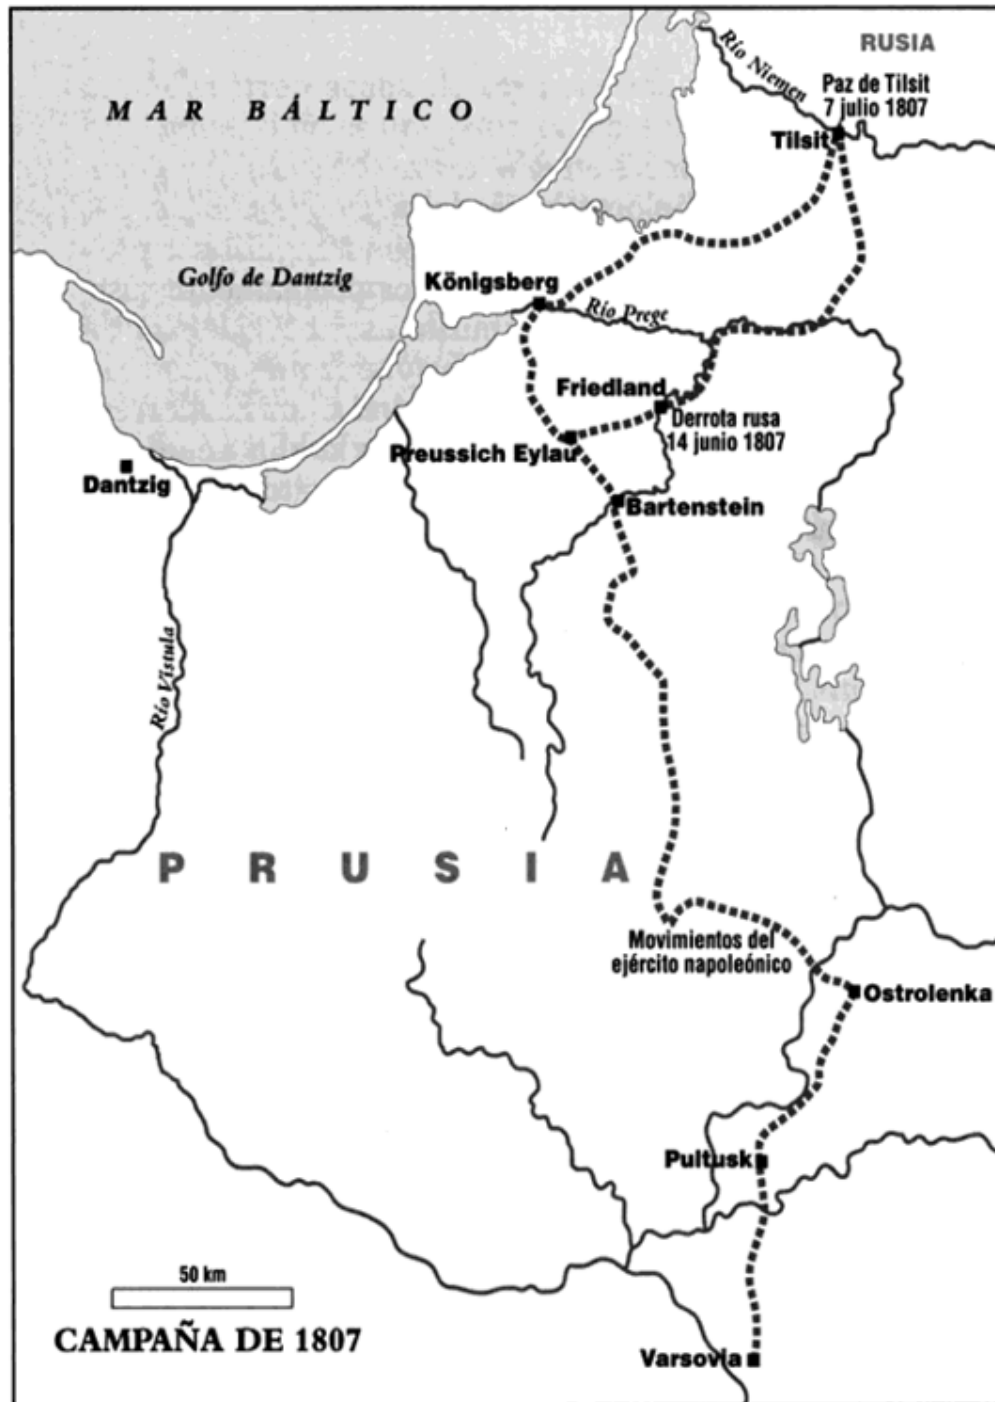 RUSIA
Río Niemen
Paz de Tilsit
7 julio 1807
Tilsit
MAR BÁLTICO
Golfo de Dantzig
Königsberg
Río Prege
Friedland
Derrota rusa
14 junio 1807
Preussich Eylau
Dantzig
Bartenstein
Río Vístula
PRUSIA
Movimientos del
ejército napoleónico
Ostrolenka
Pultusk
50 km
CAMPAÑA DE 1807
Varsovia